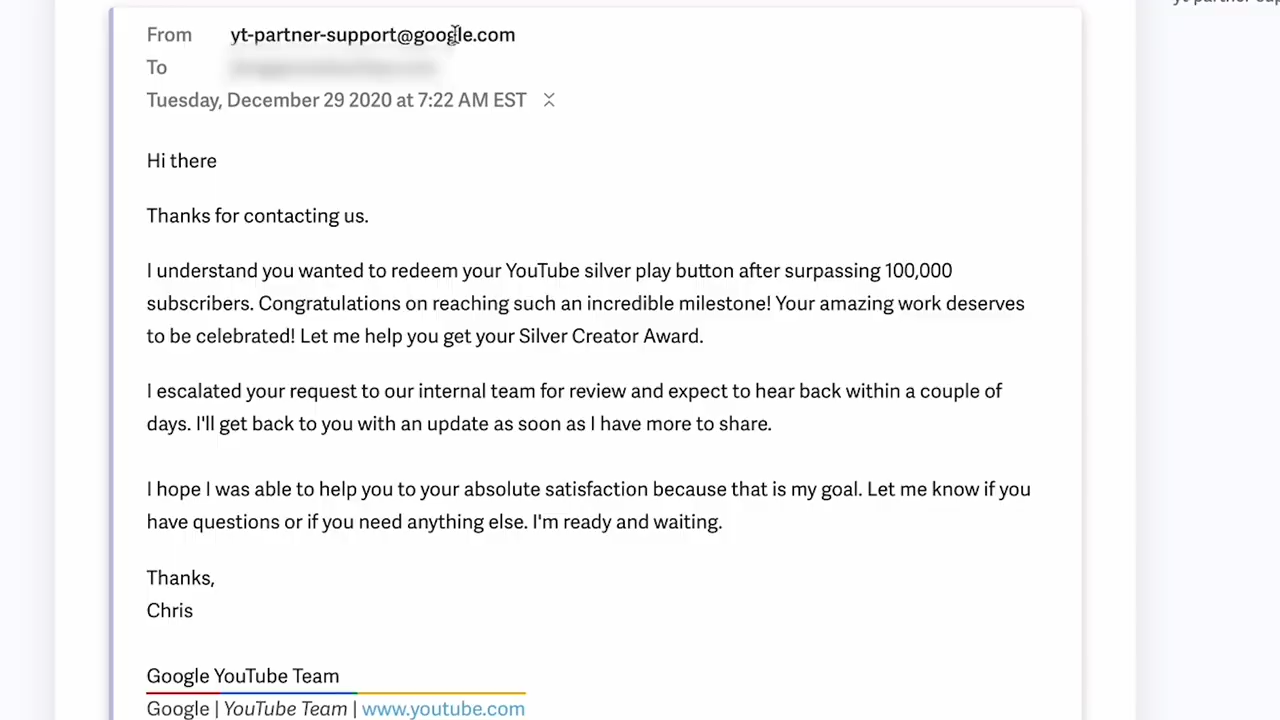 From yt-partner-support@google.com
To
Tuesday, December 29 2020 at 7:22 AM EST
Hi there
Thanks for contacting us.
I understand you wanted to redeem your YouTube silver play button after surpassing 100,000
subscribers. Congratulations on reaching such an incredible milestone! Your amazing work deserves
to be celebrated! Let me help you get your Silver Creator Award.
I escalated your request to our internal team for review and expect to hear back within a couple of
days. I'll get back to you with an update as soon as I have more to share.
I hope I was able to help you to your absolute satisfaction because that is my goal. Let me know if you
have questions or if you need anything else. I'm ready and waiting.
Thanks,
Chris
Google YouTube Team
Google | YouTube Team | www.youtube.com